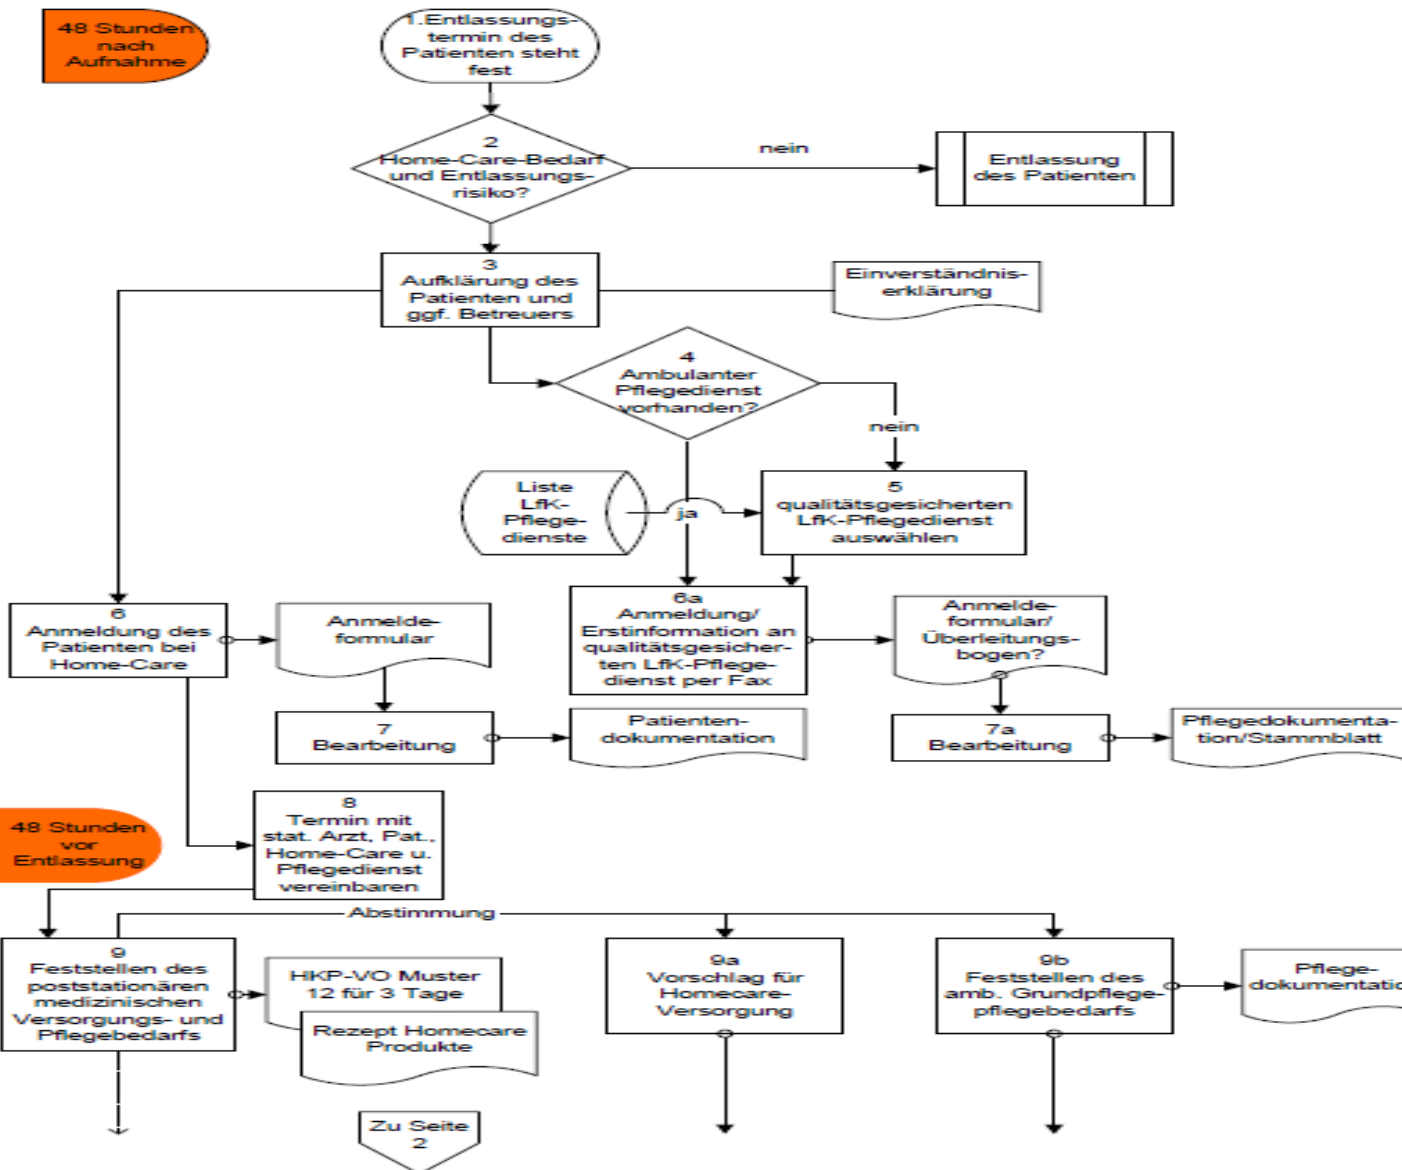 48 Stunden
nach
Aufnahme
1.Entlassungs-
termin des
Patienten steht
fest
2
Home-Care-Bedarf
und Entlassungs-
risiko?
nein
Entlassung
des Patienten
3
Aufklärung des
Patienten und
ggf. Betreuers
Einverständnis-
erklärung
4
Ambulanter
Pflegedienst
vorhanden?
nein
Liste
LfK-
Pflege-
dienste
ja
5
qualitätsgesicherten
LfK-Pflegedienst
auswählen
6
Anmeldung des
Patienten bei
Home-Care
Anmelde-
formular
6a
Anmeldung/
Erstinformation an
qualitätsgesicher-
ten LfK-Pflege-
dienst per Fax
Anmelde-
formular/
Überleitungs-
bogen?
7
Bearbeitung
Patienten-
dokumentation
7a
Bearbeitung
Pflegedokumenta-
tion/Stammblatt
48 Stunden
vor
Entlassung
8
Termin mit
stat. Arzt, Pat.,
Home-Care u.
Pflegedienst
vereinbaren
Abstimmung
9
Feststellen des
poststationären
medizinischen
Versorgungs- und
Pflegebedarfs
HKP-VO Muster
12 für 3 Tage
Rezept Homecare
Produkte
9a
Vorschlag für
Homecare-
Versorgung
9b
Feststellen des
amb. Grundpflege-
pflegebedarfs
Pflege-
dokumentatio
Zu Seite
2